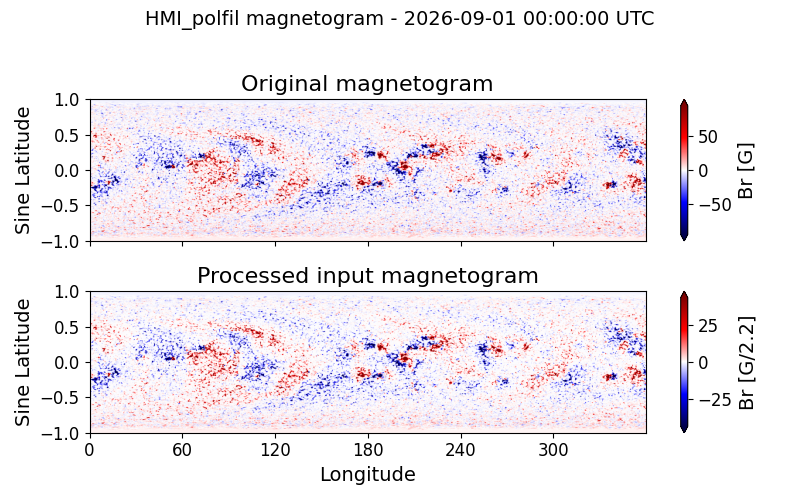 HMI_polfil magnetogram - 2026-09-01 00:00:00 UTC
Original magnetogram
1.0
0.5
0.0
−0.5
−1.0
Sine Latitude
50
0
−50
Br [G]
Processed input magnetogram
1.0
0.5
0.0
−0.5
−1.0
Sine Latitude
0
60
120
180
240
300
Longitude
25
0
−25
Br [G/2.2]